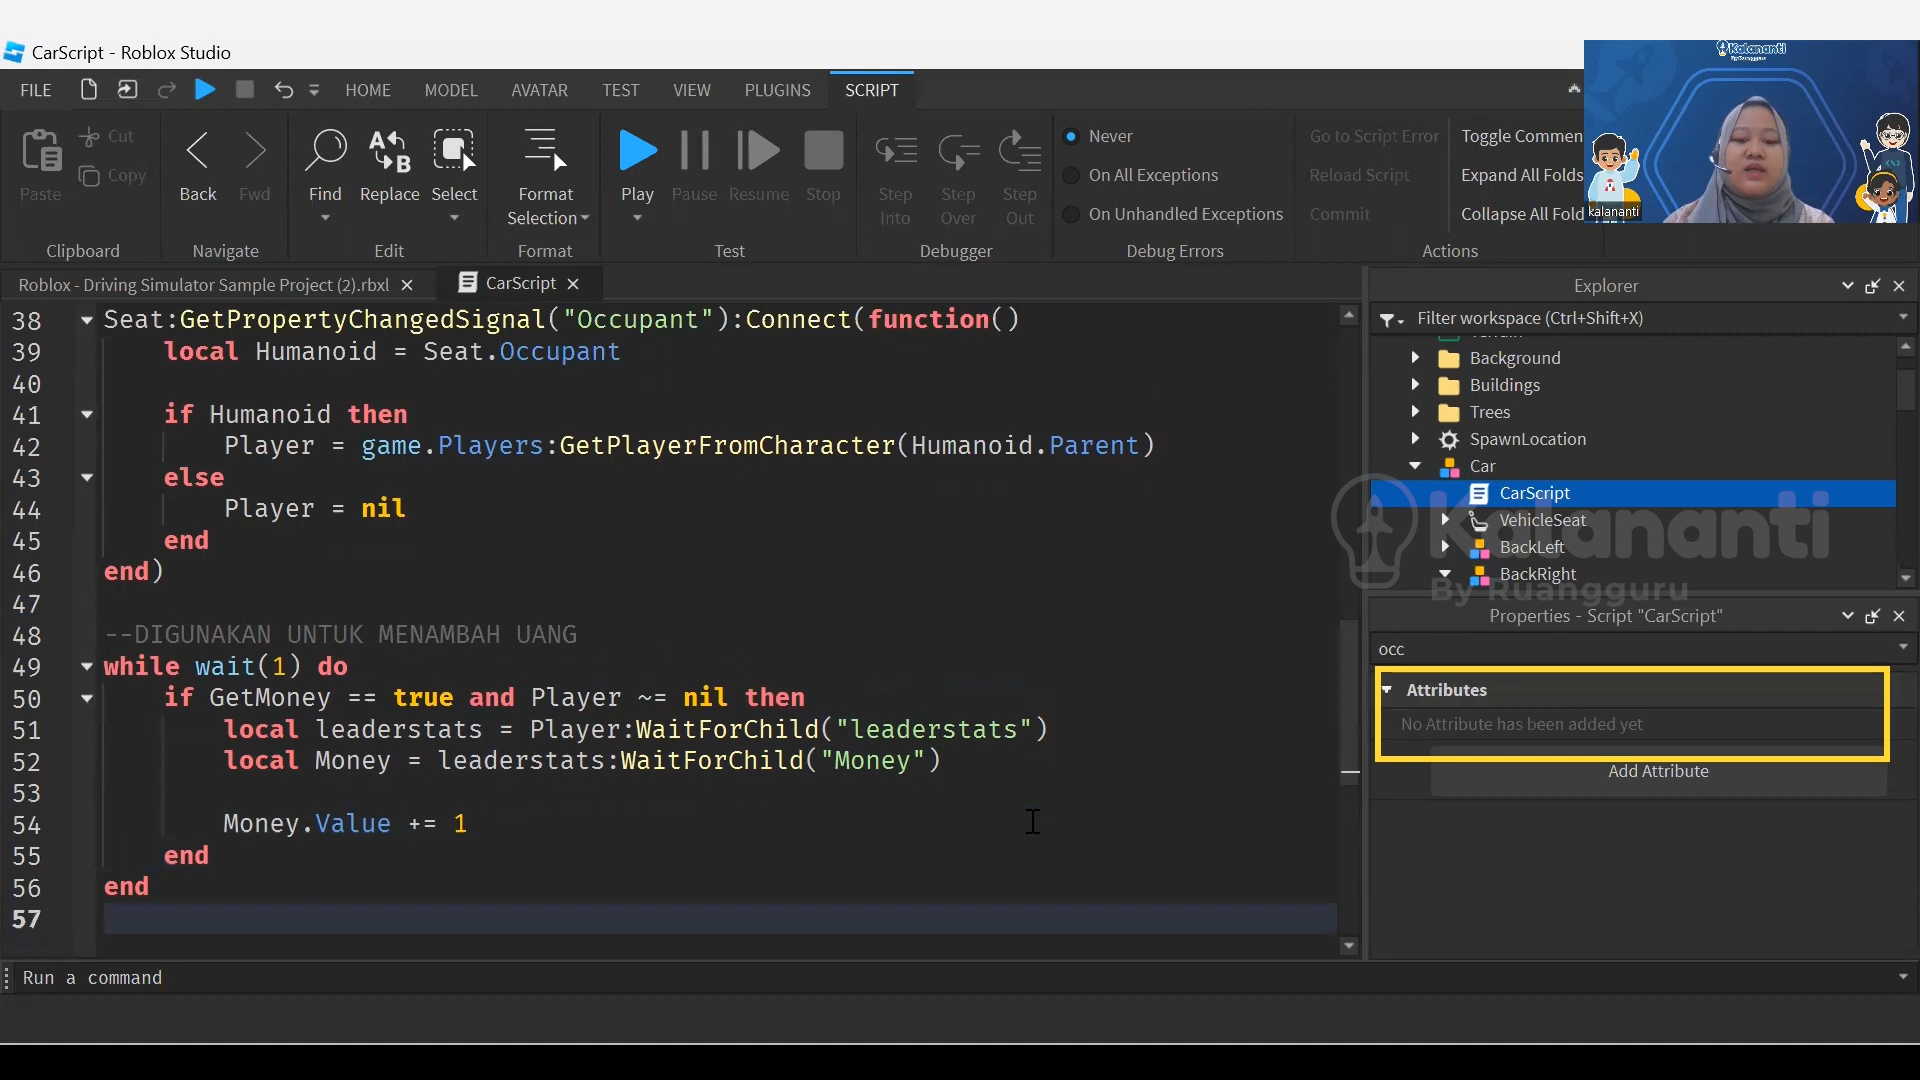 CarScript - Roblox Studio
FILE
HOME
MODEL
AVATAR
TEST
VIEW
PLUGINS
SCRIPT
Paste
Cut
Copy
Clipboard
Back
Fwd
Navigate
Find
Replace
Select
Edit
Format
Selection
Format
Play
Pause
Resume
Stop
Test
Step
Into
Step
Over
Step
Out
Debugger
Never
On All Exceptions
On Unhandled Exceptions
Debug Errors
Go to Script Error
Reload Script
Commit
Toggle Commen
Expand All Folds
Collapse All Fold
Actions
Kalananti
kalananti
Roblox - Driving Simulator Sample Project (2).rbxl
CarScript
38 Seat:GetPropertyChangedSignal("Occupant"):Connect(function()
39 local Humanoid = Seat.Occupant
40
41 if Humanoid then
42 Player = game.Players:GetPlayerFromCharacter(Humanoid.Parent)
43 else
44 Player = nil
45 end
46 end)
47
48 --DIGUNAKAN UNTUK MENAMBAH UANG
49 while wait(1) do
50 if GetMoney == true and Player ~= nil then
51 local leaderstats = Player:WaitForChild("leaderstats")
52 local Money = leaderstats:WaitForChild("Money")
53
54 Money.Value += 1
55 end
56 end
57
Explorer
Filter workspace (Ctrl+Shift+X)
Terrain
Background
Buildings
Trees
SpawnLocation
Car
CarScript
VehicleSeat
BackLeft
BackRight
Kalananti
By Ruangguru
Properties - Script "CarScript"
occ
Attributes
No Attribute has been added yet
Add Attribute
Run a command